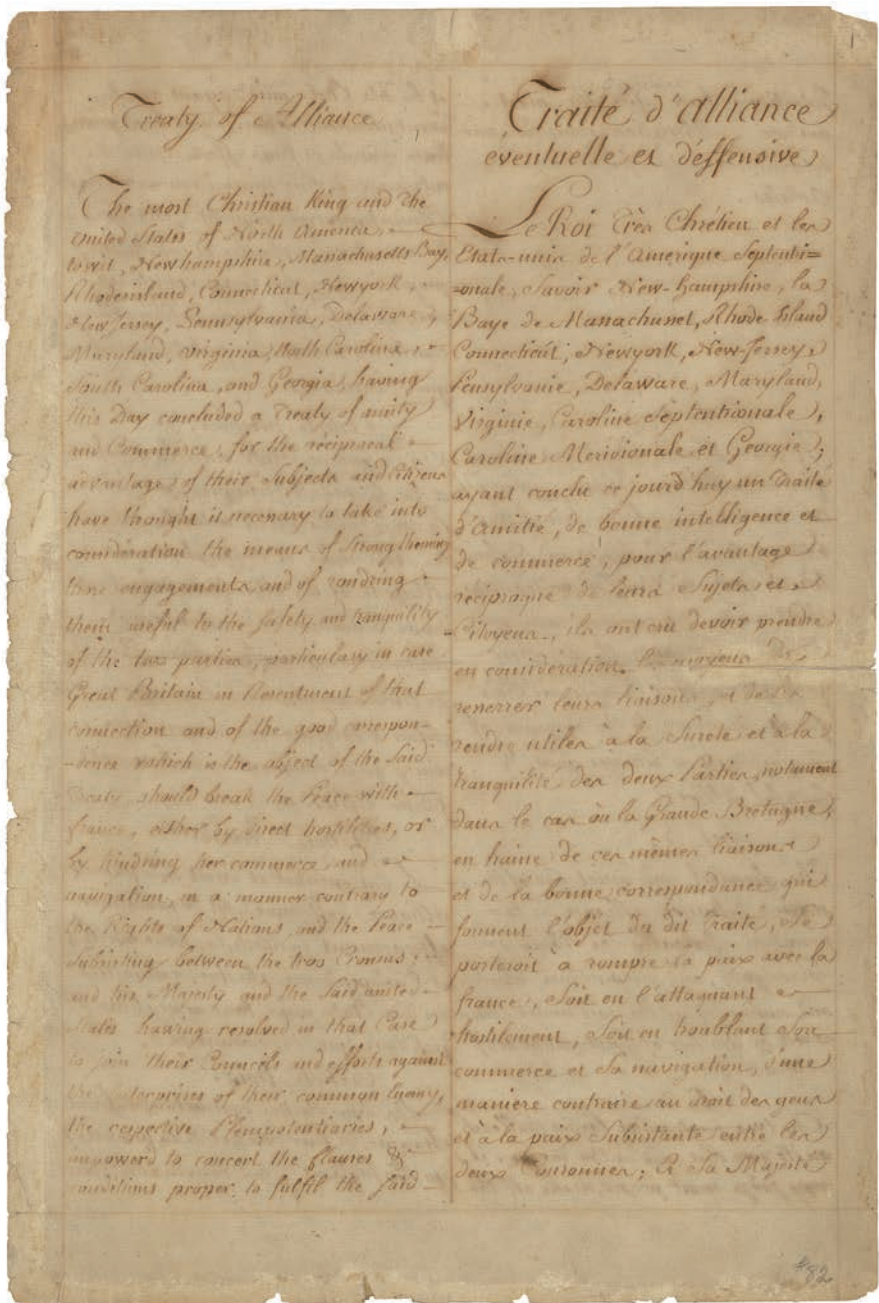 Treaty of Alliance
The most Christian King and the
United States of North America,
to wit, Newhampshire, Massachusetts Bay,
Rhodeisland, Connecticut, Newyork,
New Jersey, Pennsylvania, Delaware,
Maryland, Virginia, North Carolina,
South Carolina, and Georgia, having
this Day concluded a Treaty of amity
and Commerce, for the reciprocal
advantage of their Subjects and Citizens
have thought it necessary to take into
consideration the means of Strengthening
those engagements and of rendring
them useful to the safety and tranquility
of the two parties, particulary in case
Great Britain in Resentment of that
connection and of the good correspon-
-dence which is the object of the Said
Treaty, should break the Peace with
france, either by direct hostilities, or
by hindring her commerce and
navigation, in a manner contrary to
the Rights of Nations and the Peace
Subsisting between the two Crowns;
and his Majesty and the Said united
States having resolved in that Case
to join their Councils and efforts against
the Enterprises of their common Enemy,
the respective Plenipotentiaries,
impower'd to concert the Clauses &
conditions proper to fulfil the said
Traité d'alliance
éventuelle et déffensive
Le Roi Très Chrétien et les
Etats-unis de l'Amerique Septentri=
=onale, Savoir New-hampshire, la
Baye de Massachusset, Rhode Island
Connecticut, Newyork, New-Jersey,
Pensylvanie, Delaware, Maryland,
Virginie, Caroline Septentrionale,
Caroline Meridionale et Georgie,
ayant conclu ce jourd'huy un Traité
d'Amitié, de bonne intelligence et
de commerce, pour l'avantage
réciproque de leurs Sujets et
Citoyens, ils ont cru devoir prendre
en considération les moyens de
resserrer leurs liaisons, et de les
rendre utiles à la Sureté et à la
tranquilité des deux Parties, notament
dans le cas où la Grande Bretagne,
en haine de ces mêmes liaisons
et de la bonne correspondance qui
forment l'objet du dit Traité, Se
porteroit à rompre la paix avec la
france, Soit en l'attaquant
hostilement, Soit en troublant Son
commerce et Sa navigation, d'une
maniere contraire au droit des gens
et à la paix Subsistante entre les
deux Couronnes; Et Sa Majesté
#82